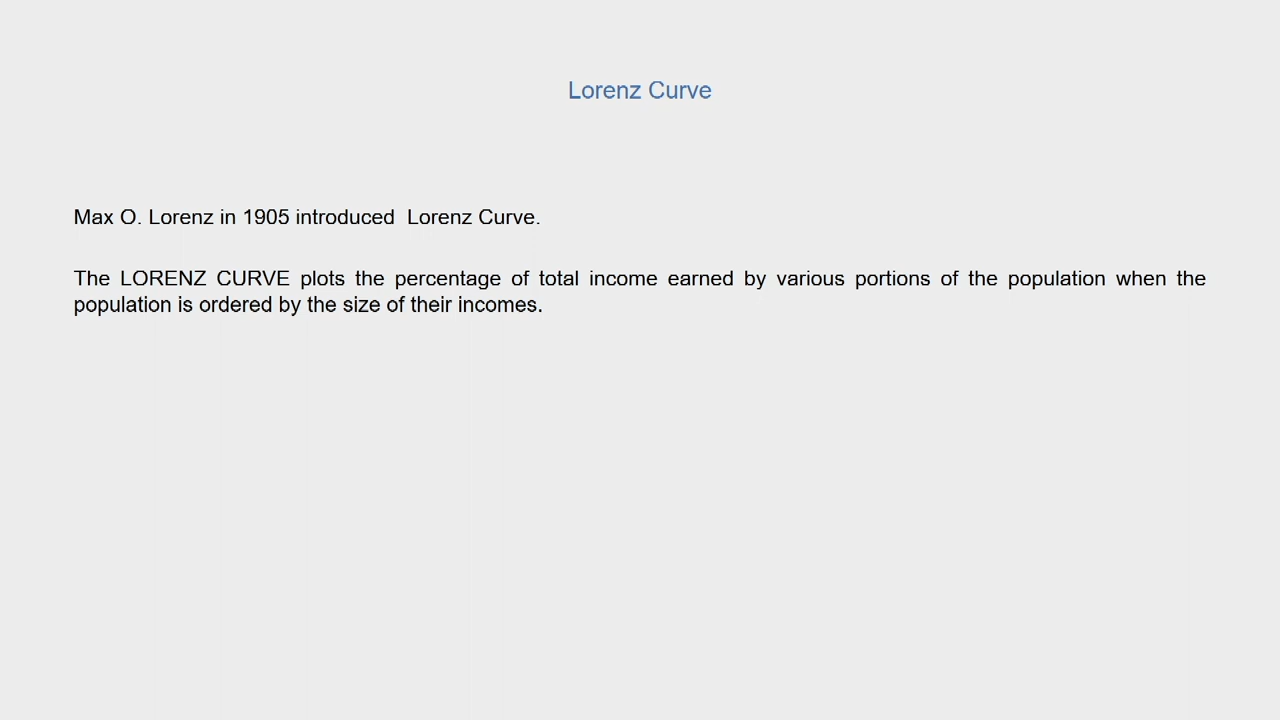 Lorenz Curve
Max O. Lorenz in 1905 introduced  Lorenz Curve.
The LORENZ CURVE plots the percentage of total income earned by various portions of the population when the
population is ordered by the size of their incomes.